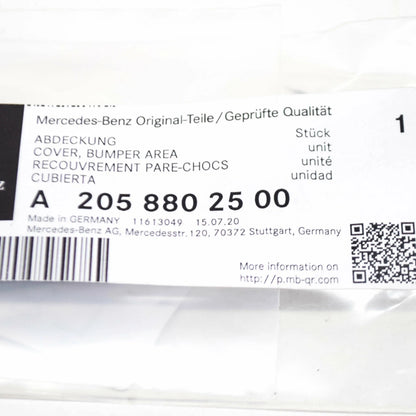 Mercedes-Benz Original-Teile/Geprüfte Qualität
ABDECKUNG Stück 1
COVER, BUMPER AREA unit
RECOUVREMENT PARE-CHOCS unité
CUBIERTA unidad
A 205 880 25 00
Made in GERMANY 11613049 15.07.20
Mercedes-Benz AG, Mercedesstr.120, 70372 Stuttgart, Germany
More information on
http://p.mb-qr.com